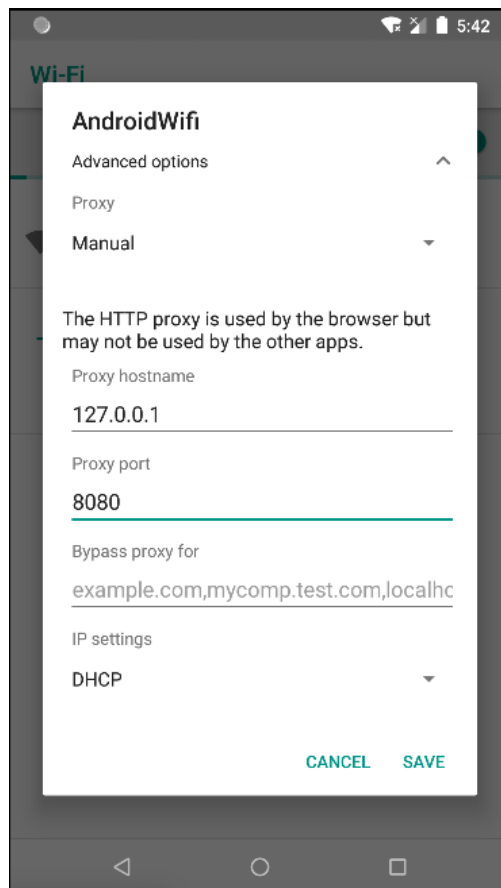 5:42
Wi-Fi
AndroidWifi
Advanced options
Proxy
Manual
The HTTP proxy is used by the browser but
may not be used by the other apps.
Proxy hostname
127.0.0.1
Proxy port
8080
Bypass proxy for
example.com,mycomp.test.com,localhc
IP settings
DHCP
CANCEL SAVE